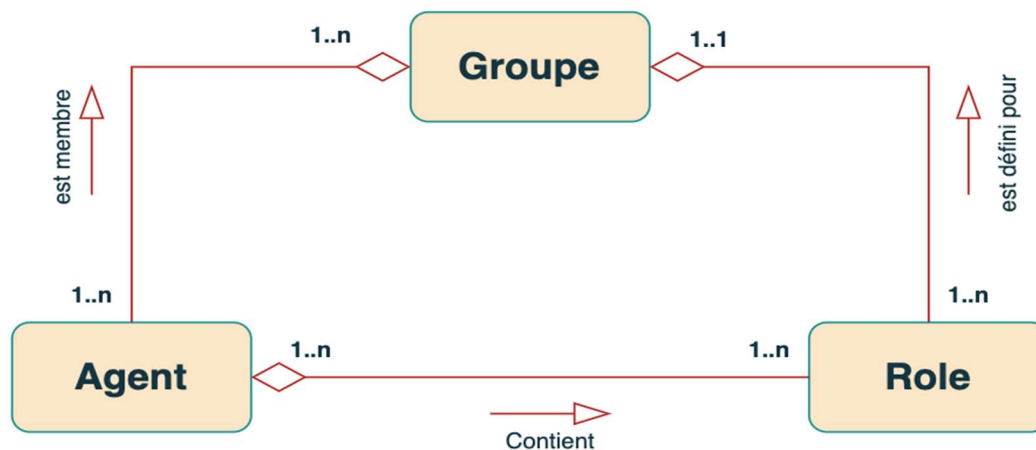 1..n
Groupe
1..1
est membre
est défini pour
1..n
1..n
Agent
1..n
1..n
Role
Contient